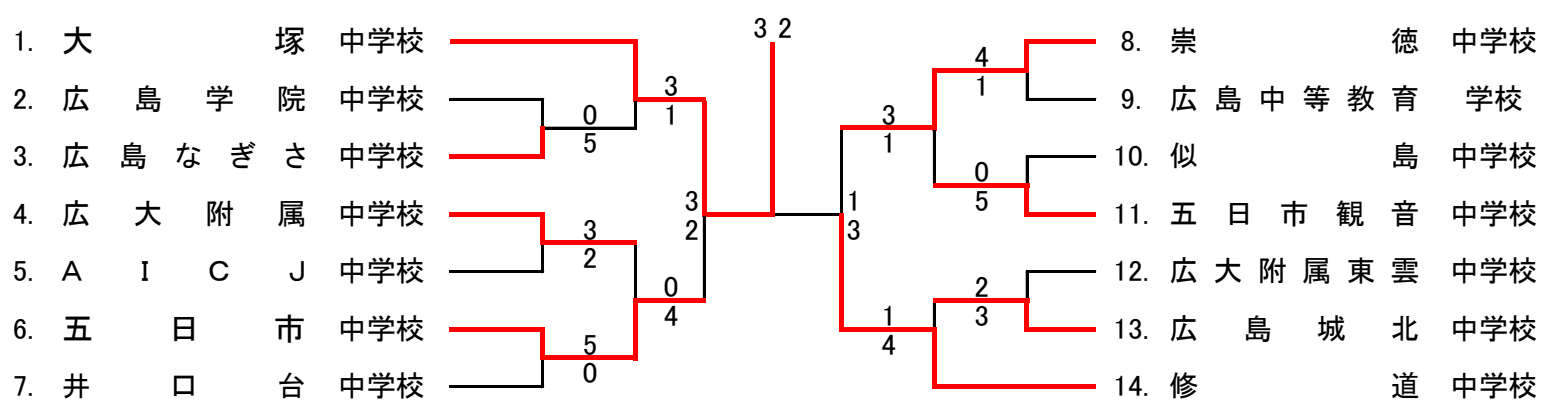 3 2
1. 大塚 中学校
2. 広島学院 中学校
3. 広島なぎさ 中学校
4. 広大附属 中学校
5. AICJ 中学校
6. 五日市 中学校
7. 井口台 中学校
3
1
0
5
3
2
3
2
0
4
5
0
4
1
3
1
0
5
1
3
2
3
1
4
8. 崇徳 中学校
9. 広島中等教育 学校
10. 似島 中学校
11. 五日市観音 中学校
12. 広大附属東雲 中学校
13. 広島城北 中学校
14. 修道 中学校